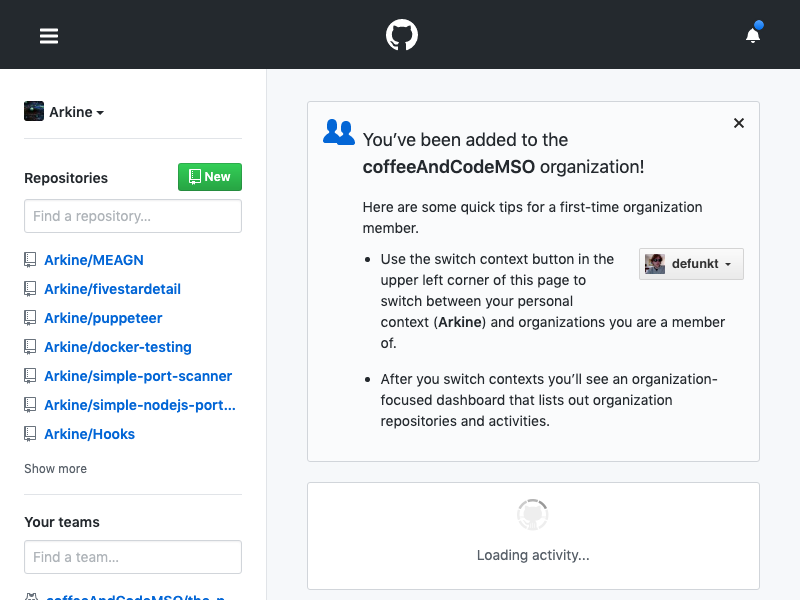 Arkine
Repositories
New
Find a repository...
Arkine/MEAGN
Arkine/fivestardetail
Arkine/puppeteer
Arkine/docker-testing
Arkine/simple-port-scanner
Arkine/simple-nodejs-port...
Arkine/Hooks
Show more
Your teams
Find a team...
You’ve been added to the
coffeeAndCodeMSO organization!
Here are some quick tips for a first-time organization
member.
Use the switch context button in the
upper left corner of this page to
switch between your personal
context (Arkine) and organizations you are a member
of.
defunkt
After you switch contexts you’ll see an organization-
focused dashboard that lists out organization
repositories and activities.
Loading activity...